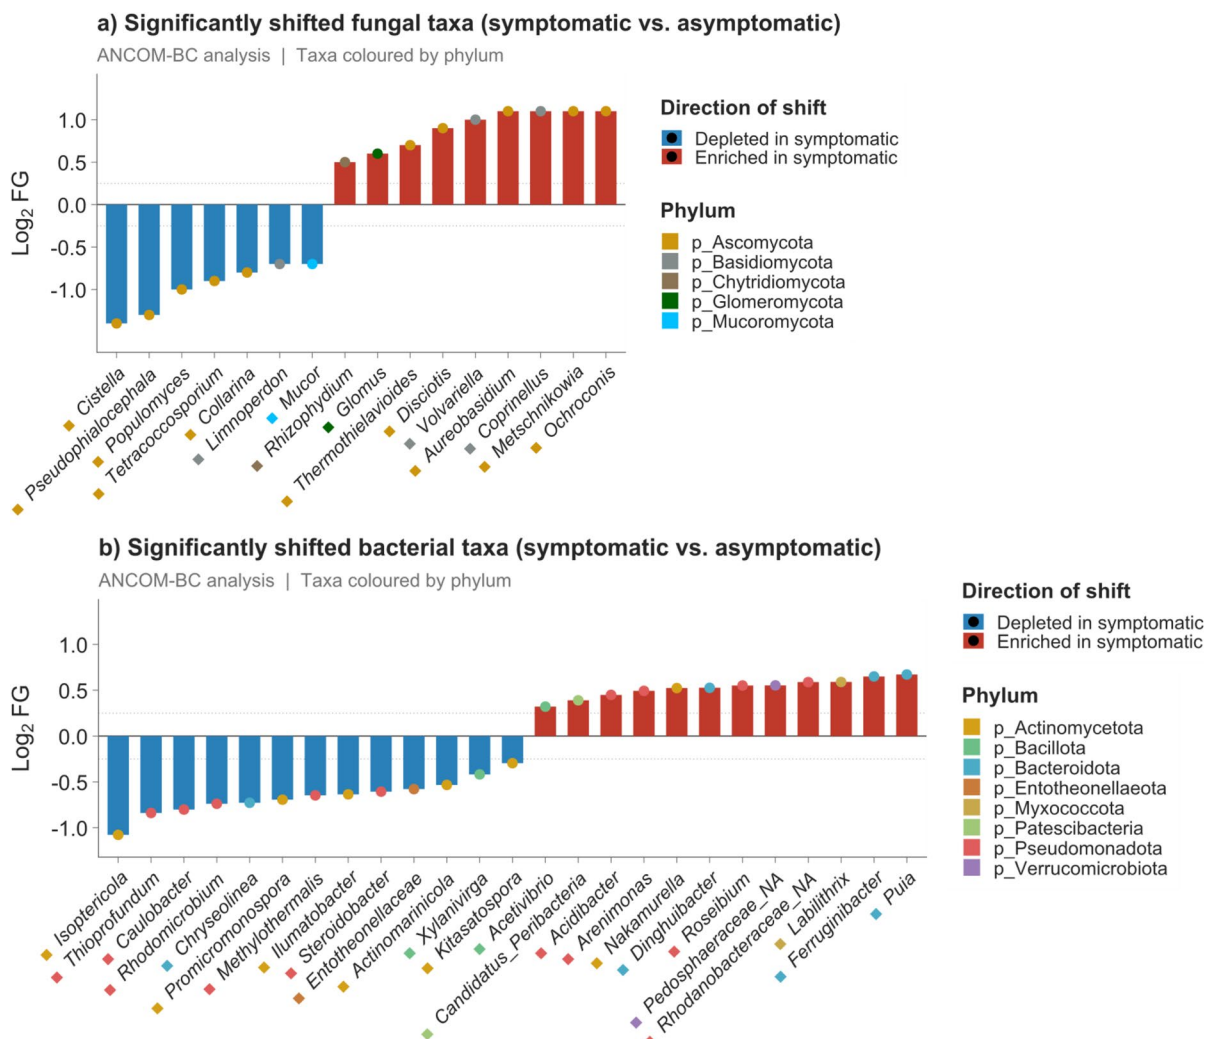 a) Significantly shifted fungal taxa (symptomatic vs. asymptomatic)
ANCOM-BC analysis | Taxa coloured by phylum
Log2 FG
1.0
0.5
0.0
-0.5
-1.0
Cistella
Pseudophialocephala
Populomyces
Tetracoccosporium
Collarina
Limnoperdon
Mucor
Rhizophydium
Glomus
Thermothielavioides
Disciotis
Volvariella
Aureobasidium
Coprinellus
Metschnikowia
Ochroconis
Direction of shift
Depleted in symptomatic
Enriched in symptomatic
Phylum
p_Ascomycota
p_Basidiomycota
p_Chytridiomycota
p_Glomeromycota
p_Mucoromycota
b) Significantly shifted bacterial taxa (symptomatic vs. asymptomatic)
ANCOM-BC analysis | Taxa coloured by phylum
Log2 FG
1.0
0.5
0.0
-0.5
-1.0
Isoptericola
Thioprofundum
Caulobacter
Rhodomicrobium
Chryseolinea
Promicromonospora
Methylothermalis
Ilumatobacter
Steroidobacter
Entotheonellaceae
Actinomarinicola
Xylanivirga
Kitasatospora
Acetivibrio
Candidatus_Peribacteria
Acidibacter
Arenimonas
Nakamurella
Dinghuibacter
Roseibium
Pedosphaeraceae_NA
Rhodanobacteraceae_NA
Labilithrix
Ferruginibacter
Puia
Direction of shift
Depleted in symptomatic
Enriched in symptomatic
Phylum
p_Actinomycetota
p_Bacillota
p_Bacteroidota
p_Entotheonellaeota
p_Myxococcota
p_Patescibacteria
p_Pseudomonadota
p_Verrucomicrobiota